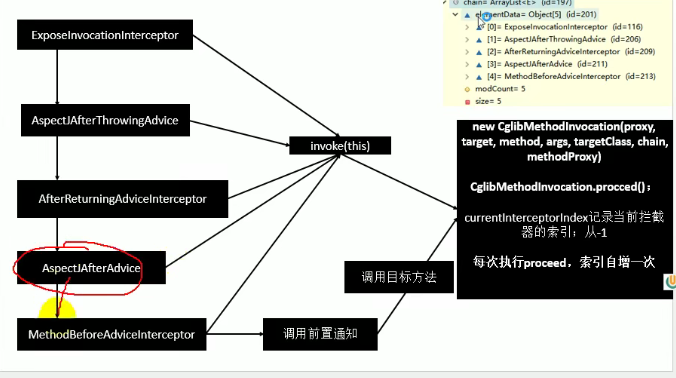 chain= ArrayList<E> (id=197)
elementData= Object[5] (id=201)
[0]= ExposeInvocationInterceptor (id=116)
[1]= AspectJAfterThrowingAdvice (id=206)
[2]= AfterReturningAdviceInterceptor (id=209)
[3]= AspectJAfterAdvice (id=211)
[4]= MethodBeforeAdviceInterceptor (id=213)
modCount= 5
size= 5
ExposeInvocationInterceptor
AspectJAfterThrowingAdvice
AfterReturningAdviceInterceptor
AspectJAfterAdvice
MethodBeforeAdviceInterceptor
invoke(this)
调用前置通知
调用目标方法
new CglibMethodInvocation(proxy,
target, method, args, targetClass, chain,
methodProxy)
CglibMethodInvocation.procced()；
currentInterceptorIndex记录当前拦截
器的索引：从-1
每次执行proceed，索引自增一次